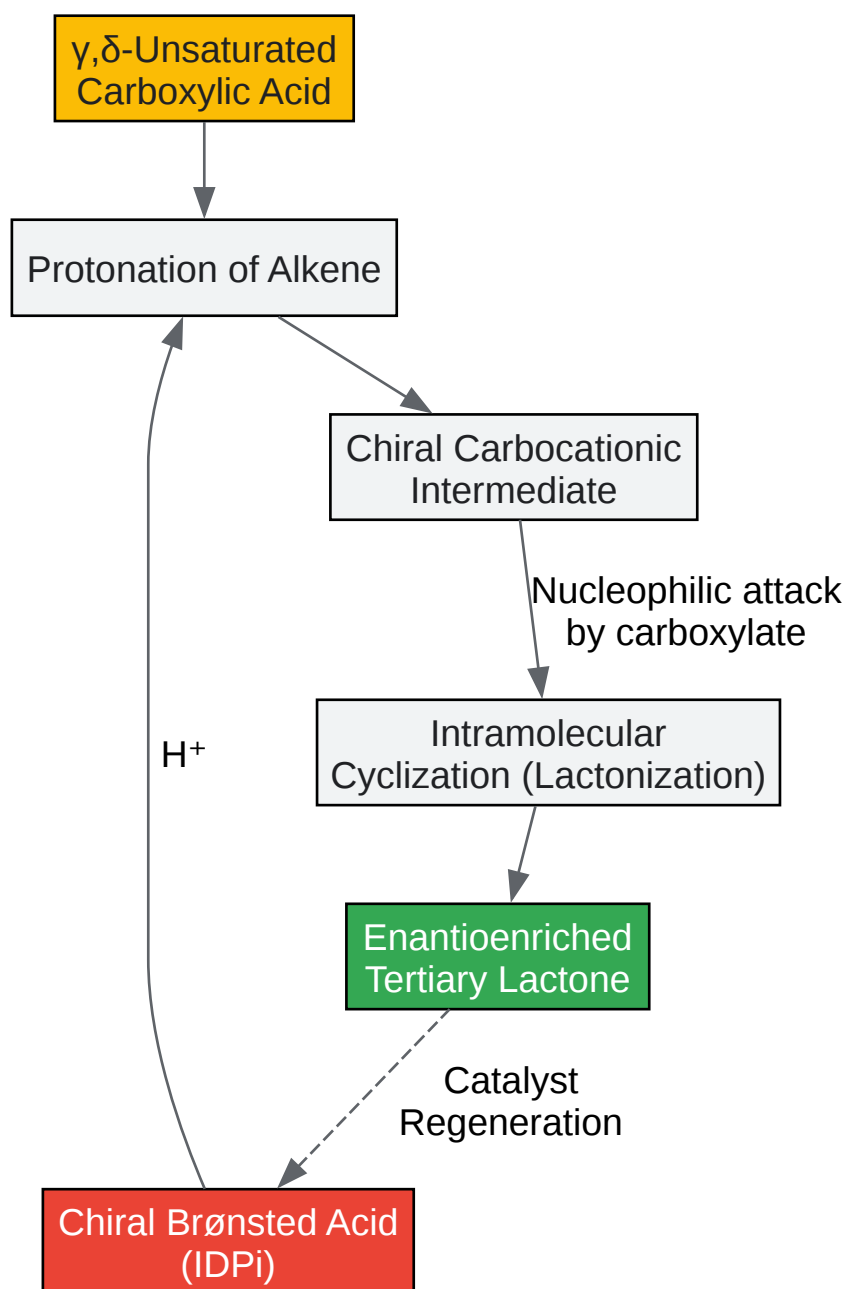 γ,δ-Unsaturated
Carboxylic Acid
Protonation of Alkene
Chiral Carbocationic
Intermediate
Nucleophilic attack
by carboxylate
Intramolecular
Cyclization (Lactonization)
H⁺
Enantioenriched
Tertiary Lactone
Catalyst
Regeneration
Chiral Brønsted Acid
(IDPi)